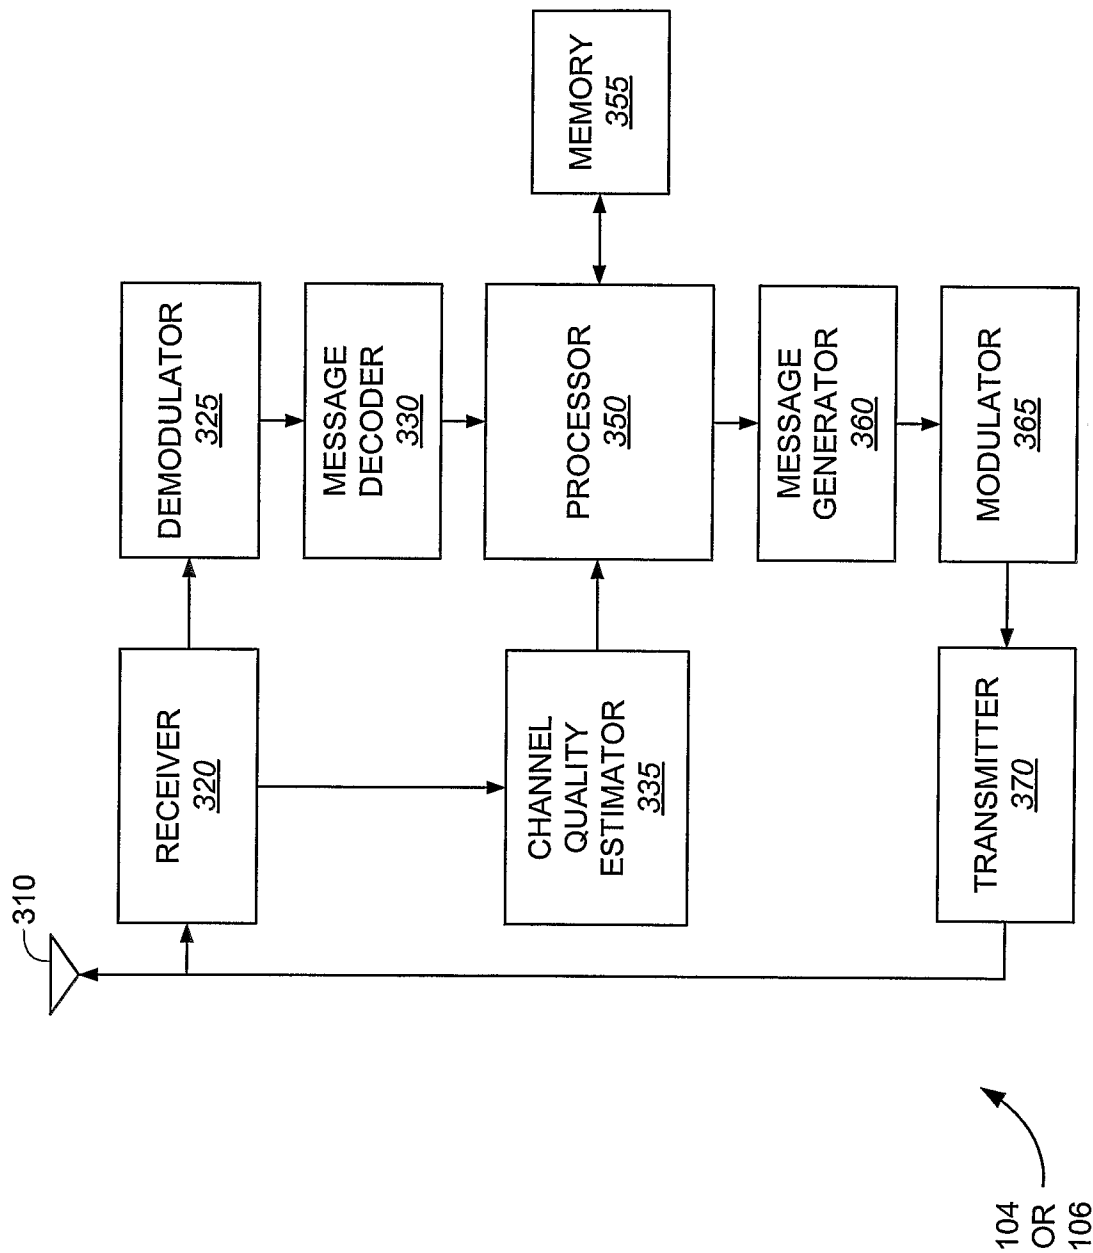 310
RECEIVER
320
DEMODULATOR
325
MESSAGE
DECODER
330
CHANNEL
QUALITY
ESTIMATOR
335
PROCESSOR
350
MEMORY
355
MESSAGE
GENERATOR
360
MODULATOR
365
TRANSMITTER
370
104
OR
106